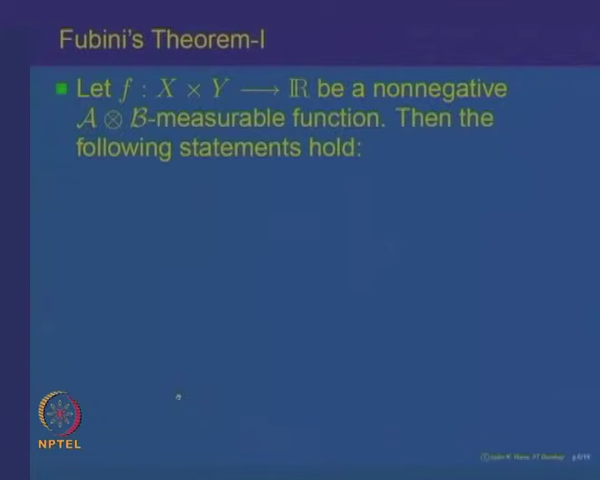 Fubini's Theorem-I
Let f : X × Y ⟶ ℝ be a nonnegative
𝒜 ⊗ ℬ-measurable function. Then the
following statements hold:
NPTEL